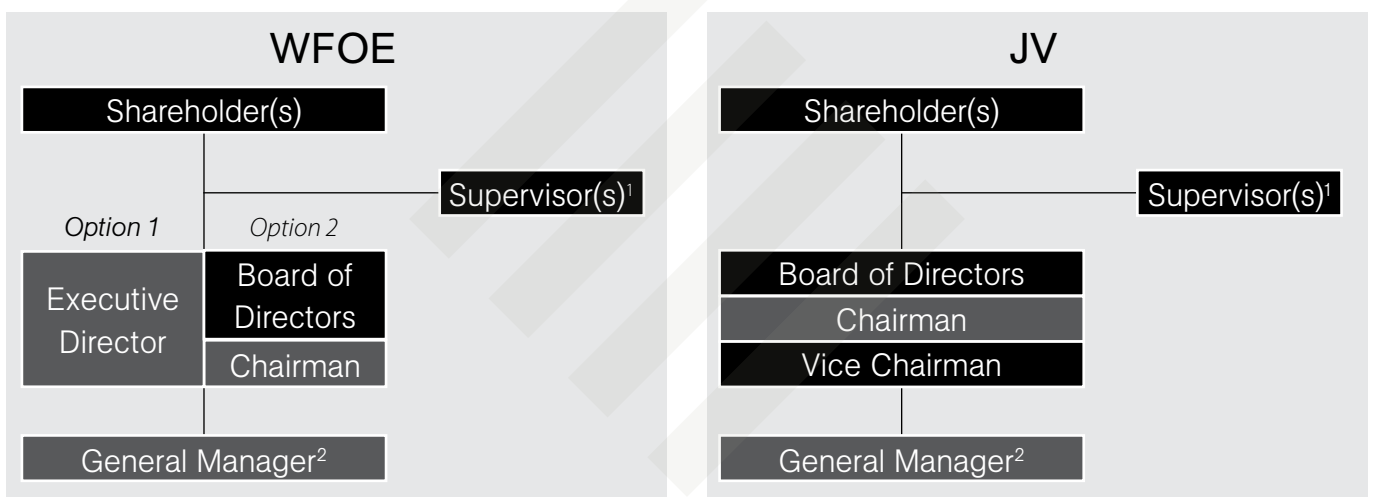 WFOE
Shareholder(s)
Supervisor(s)¹
Option 1
Option 2
Executive
Director
Board of
Directors
Chairman
General Manager²
JV
Shareholder(s)
Supervisor(s)¹
Board of Directors
Chairman
Vice Chairman
General Manager²